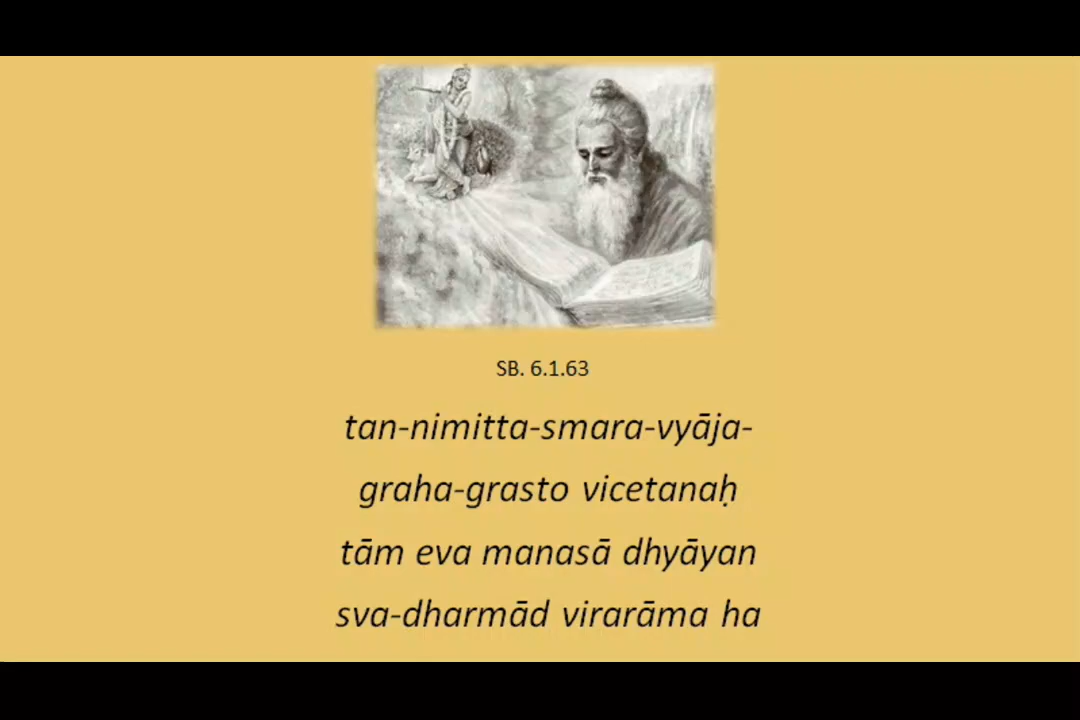 SB. 6.1.63
tan-nimitta-smara-vyāja-
graha-grasto vicetanaḥ
tām eva manasā dhyāyan
sva-dharmād virarāma ha